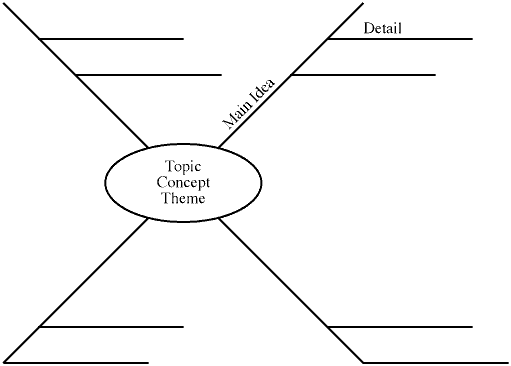 Detail
Main Idea
Topic
Concept
Theme